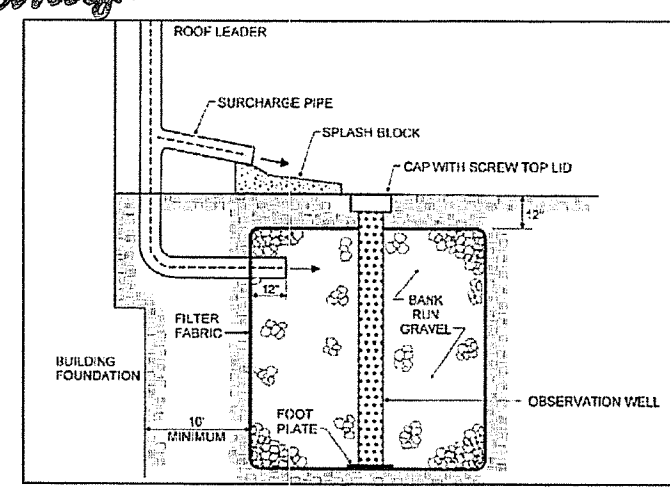 ROOF LEADER
SURCHARGE PIPE
SPLASH BLOCK
CAP WITH SCREW TOP LID
12"
12"
BANK
RUN
GRAVEL
FILTER
FABRIC
BUILDING
FOUNDATION
OBSERVATION WELL
FOOT
PLATE
10'
MINIMUM